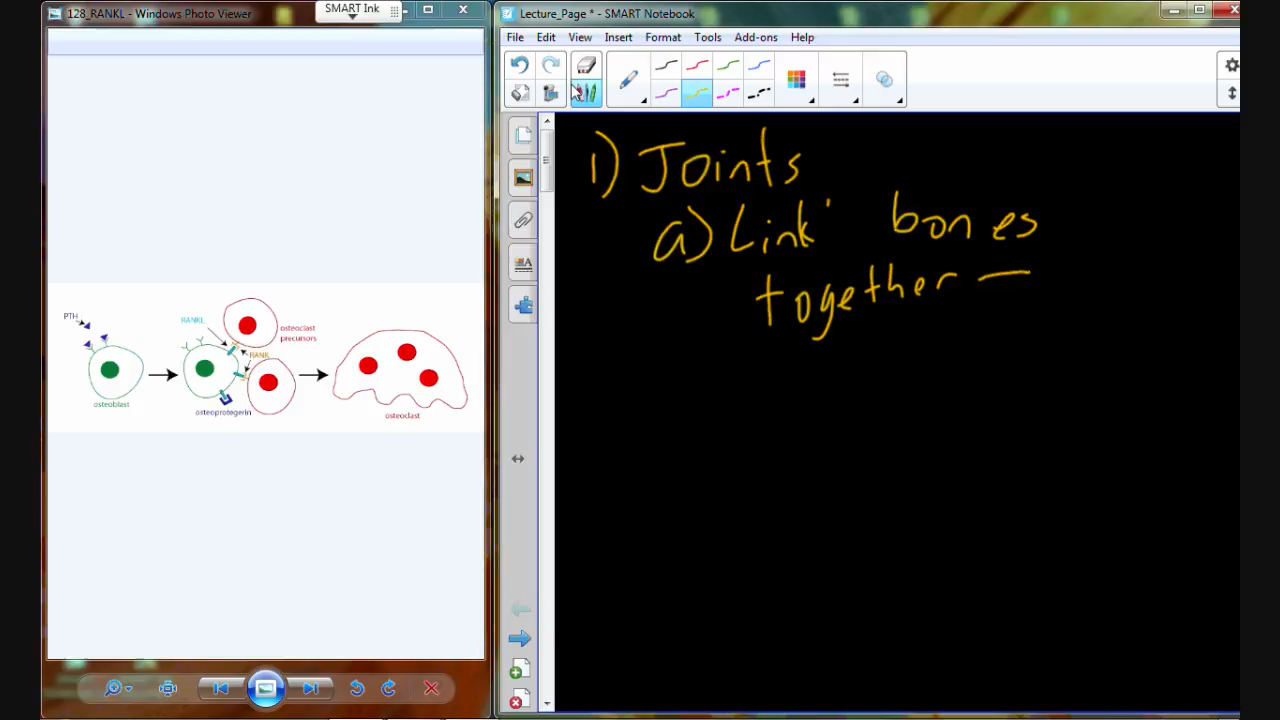 128_RANKL - Windows Photo Viewer
SMART Ink
PTH
osteoblast
RANKL
RANK
osteoprotegerin
osteoclast
precursors
osteoclast
Lecture_Page * - SMART Notebook
File Edit View Insert Format Tools Add-ons Help
1) Joints
a) Link bones
together —